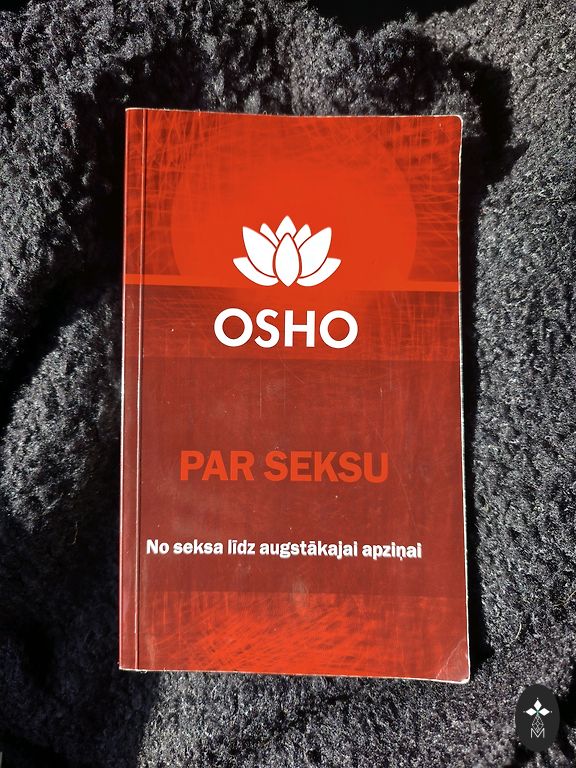 OSHO
PAR SEKSU
No seksa līdz augstākajai apziņai
M